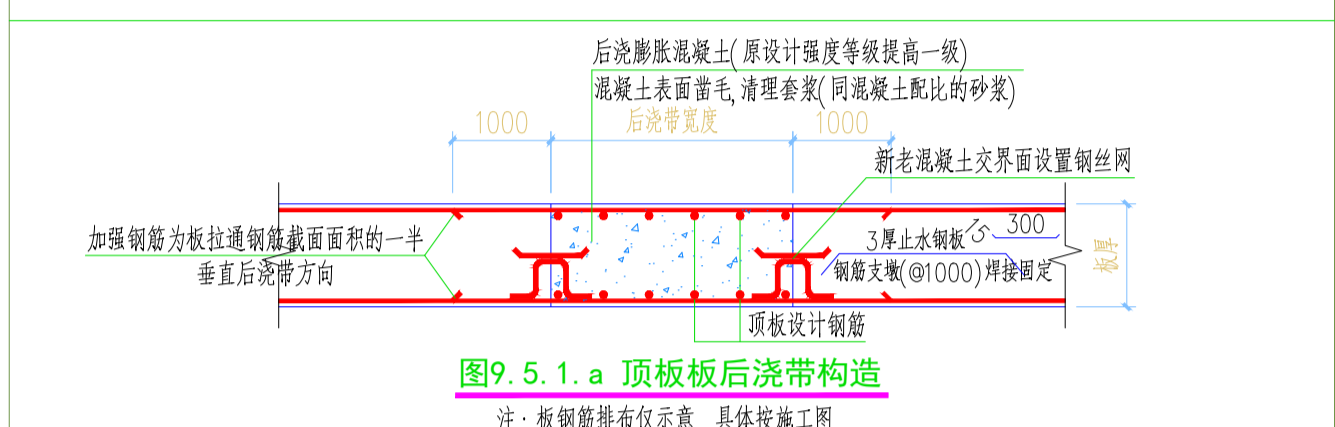 后浇膨胀混凝土(原设计强度等级提高一级)
混凝土表面凿毛,清理套浆(同混凝土配比的砂浆)
1000
后浇带宽度
1000
新老混凝土交界面设置钢丝网
加强钢筋为板拉通钢筋截面面积的一半
垂直后浇带方向
3厚止水钢板
75
300
钢筋支墩(@1000)焊接固定
板厚
顶板设计钢筋
图9.5.1.a 顶板板后浇带构造
注:板钢筋排布仅示意 具体按施工图